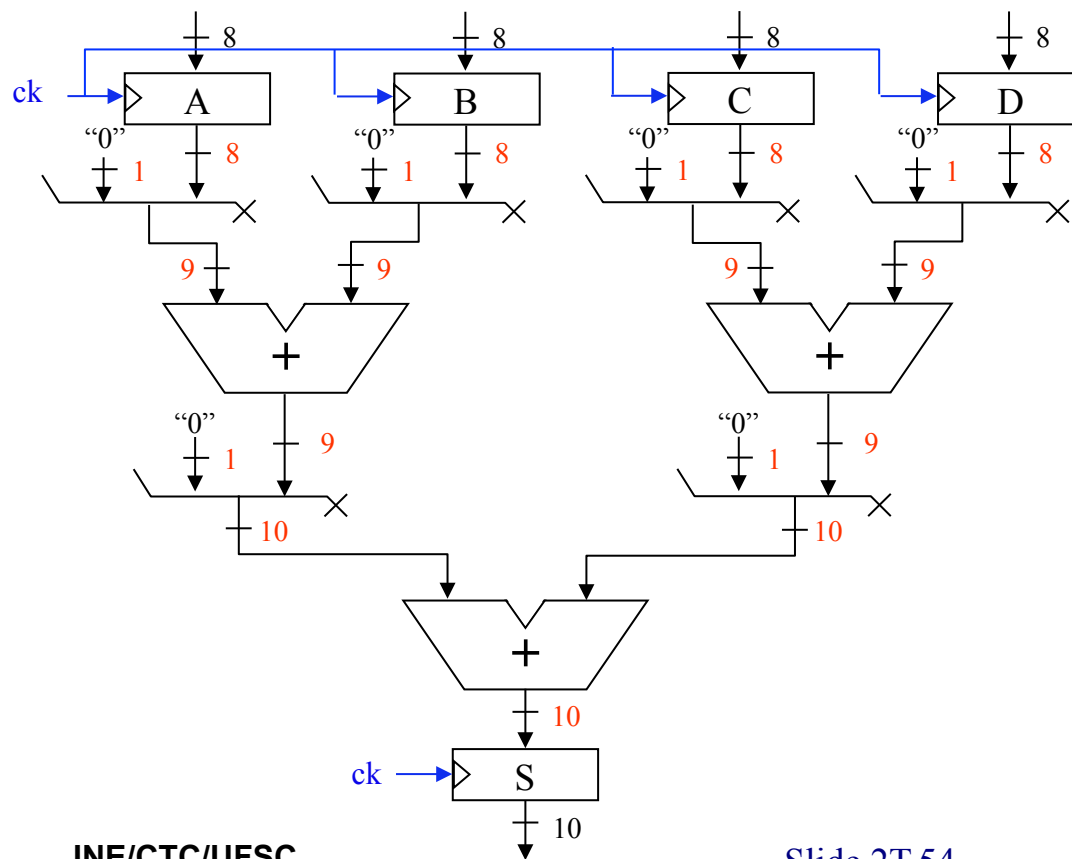 8 8 8 8
ck A B C D
“0” 1 8 “0” 1 8 “0” 1 8 “0” 1 8
9 9 9 9
+ +
“0” 1 9 “0” 1 9
10 10
+
10
ck S
10
INE/CTC/UFSC Slide 2T.54